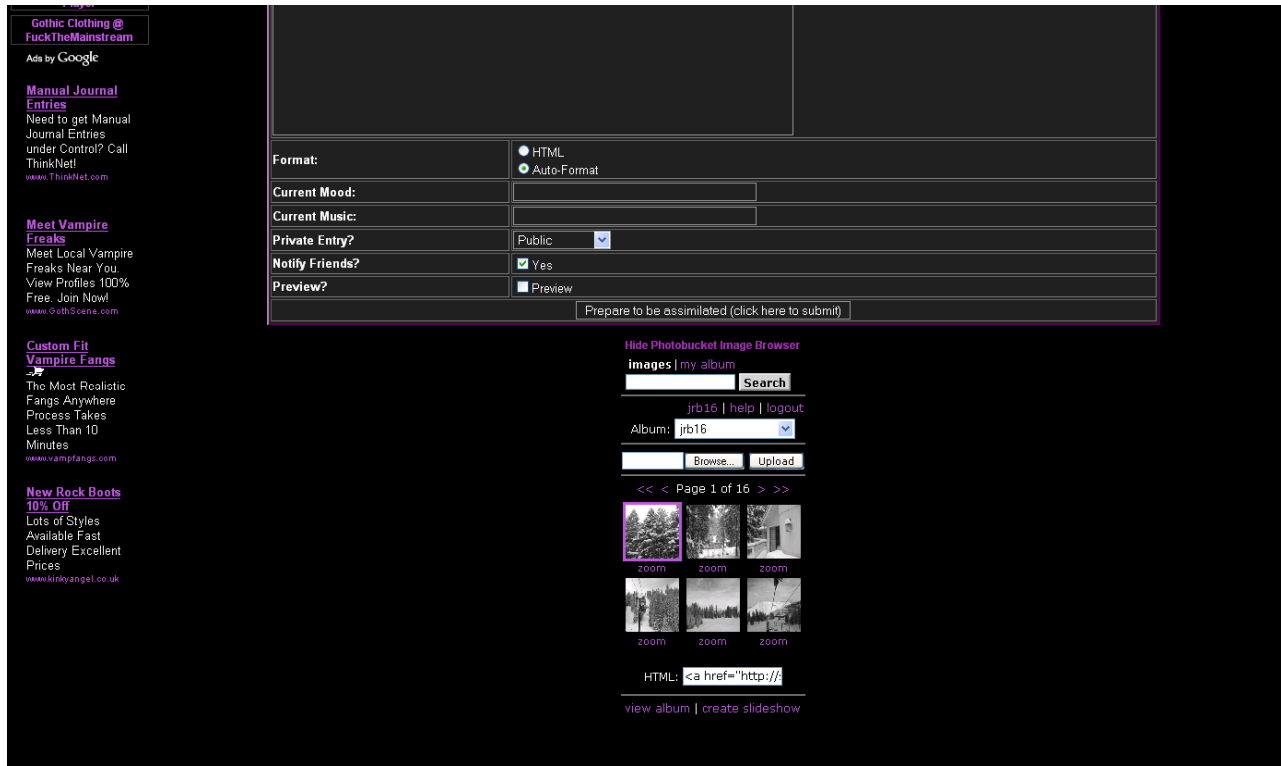 Player
Gothic Clothing @
FuckTheMainstream
Ads by Google
Manual Journal
Entries
Need to get Manual
Journal Entries
under Control? Call
ThinkNet!
www.ThinkNet.com
Meet Vampire
Freaks
Meet Local Vampire
Freaks Near You.
View Profiles 100%
Free. Join Now!
www.GothScene.com
Custom Fit
Vampire Fangs
The Most Realistic
Fangs Anywhere
Process Takes
Less Than 10
Minutes
www.vampfangs.com
New Rock Boots
10% Off
Lots of Styles
Available Fast
Delivery Excellent
Prices
www.kinkyangel.co.uk
Format:
HTML
Auto-Format
Current Mood:
Current Music:
Private Entry?
Public
Notify Friends?
Yes
Preview?
Preview
Prepare to be assimilated (click here to submit)
Hide Photobucket Image Browser
images | my album
Search
jrb16 | help | logout
Album: jrb16
Browse... Upload
<< < Page 1 of 16 > >>
zoom zoom zoom
zoom zoom zoom
HTML: <a href="http://
view album | create slideshow